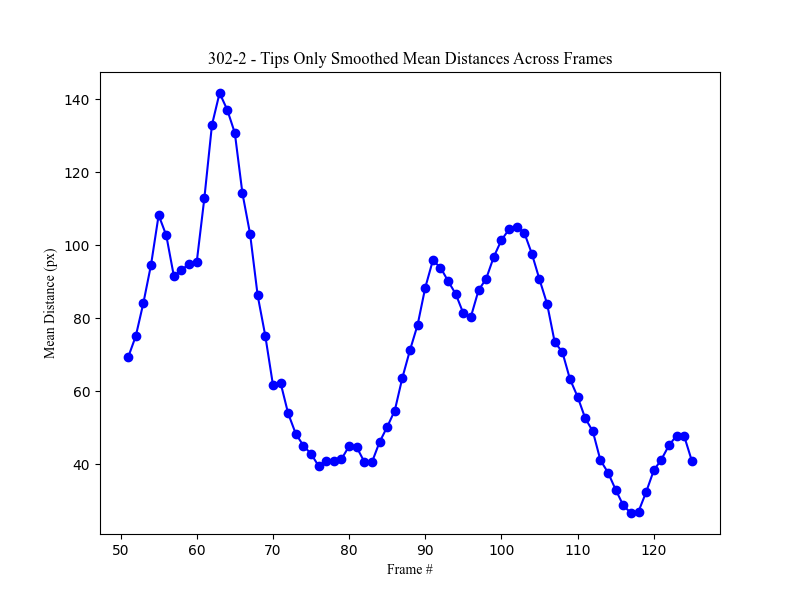 302-2 - Tips Only Smoothed Mean Distances Across Frames
140
120
100
80
60
40
Mean Distance (px)
50 60 70 80 90 100 110 120
Frame #